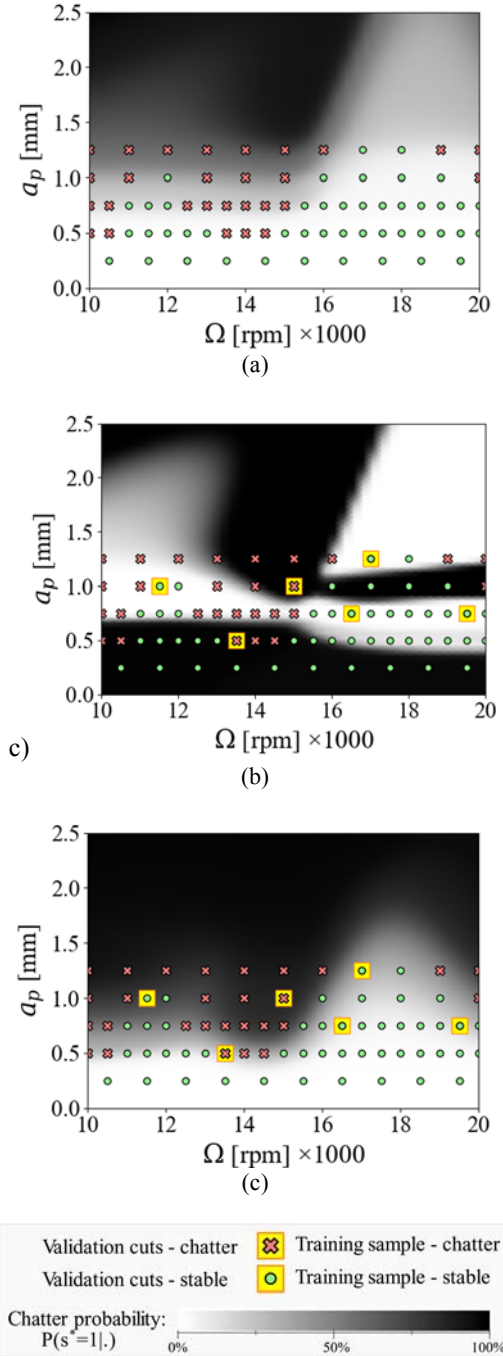 2.5
2.0
1.5
1.0
0.5
0.0
a_p [mm]
10 12 14 16 18 20
Ω [rpm] ×1000
(a)
2.5
2.0
1.5
1.0
0.5
0.0
a_p [mm]
10 12 14 16 18 20
Ω [rpm] ×1000
c)
(b)
2.5
2.0
1.5
1.0
0.5
0.0
a_p [mm]
10 12 14 16 18 20
Ω [rpm] ×1000
(c)
Validation cuts - chatter Training sample - chatter
Validation cuts - stable Training sample - stable
Chatter probability:
P(s*=1|.)
0% 50% 100%